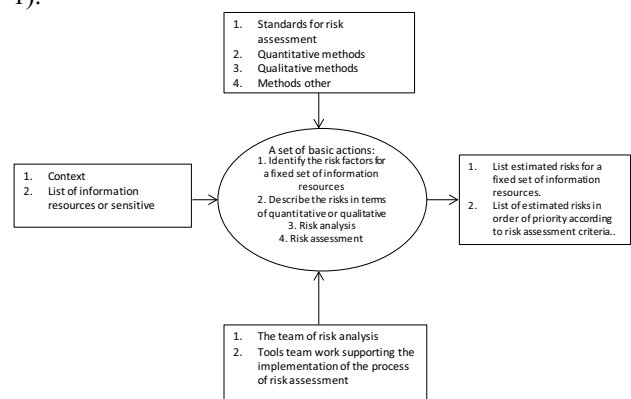 1).
1. Standards for risk
assessment
2. Quantitative methods
3. Qualitative methods
4. Methods other
1. Context
2. List of information
resources or sensitive
A set of basic actions:
1. Identify the risk factors for
a fixed set of information
resources
2. Describe the risks in terms
of quantitative or qualitative
3. Risk analysis
4. Risk assessment
1. List estimated risks for a
fixed set of information
resources.
2. List of estimated risks in
order of priority according
to risk assessment criteria..
1. The team of risk analysis
2. Tools team work supporting the
implementation of the process
of risk assessment